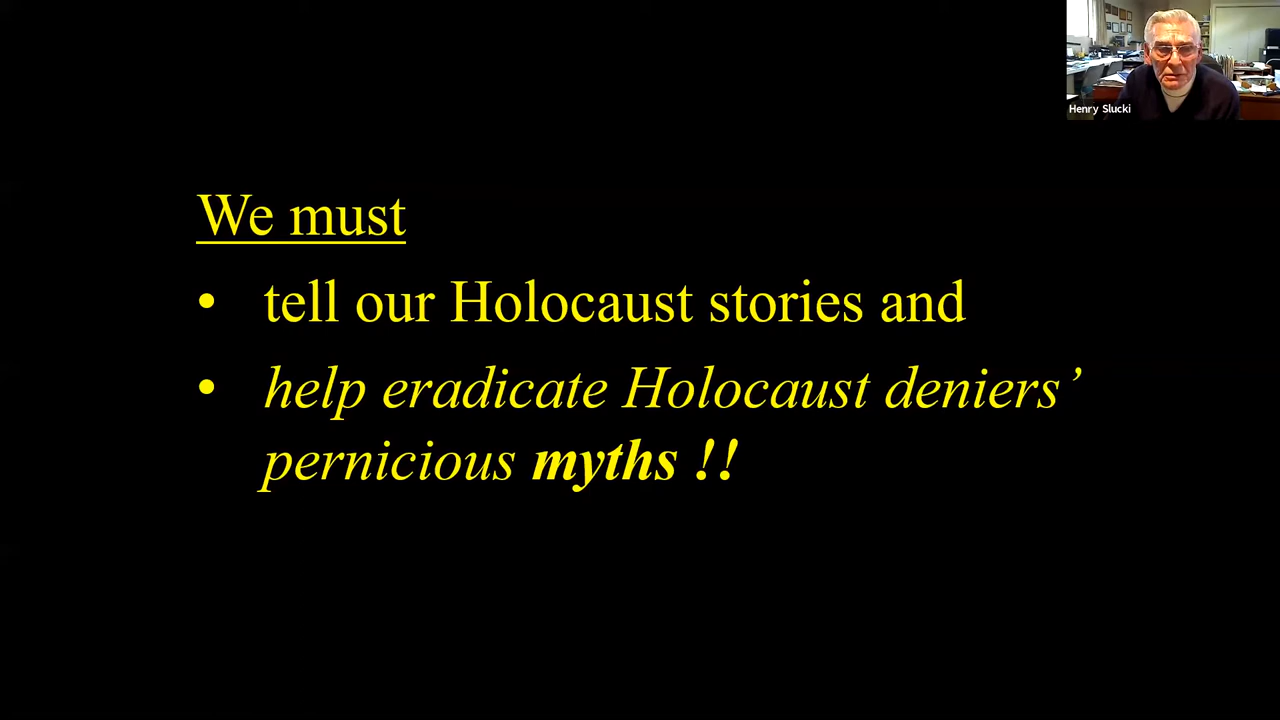 Henry Slucki
We must
• tell our Holocaust stories and
• help eradicate Holocaust deniers’
pernicious myths !!